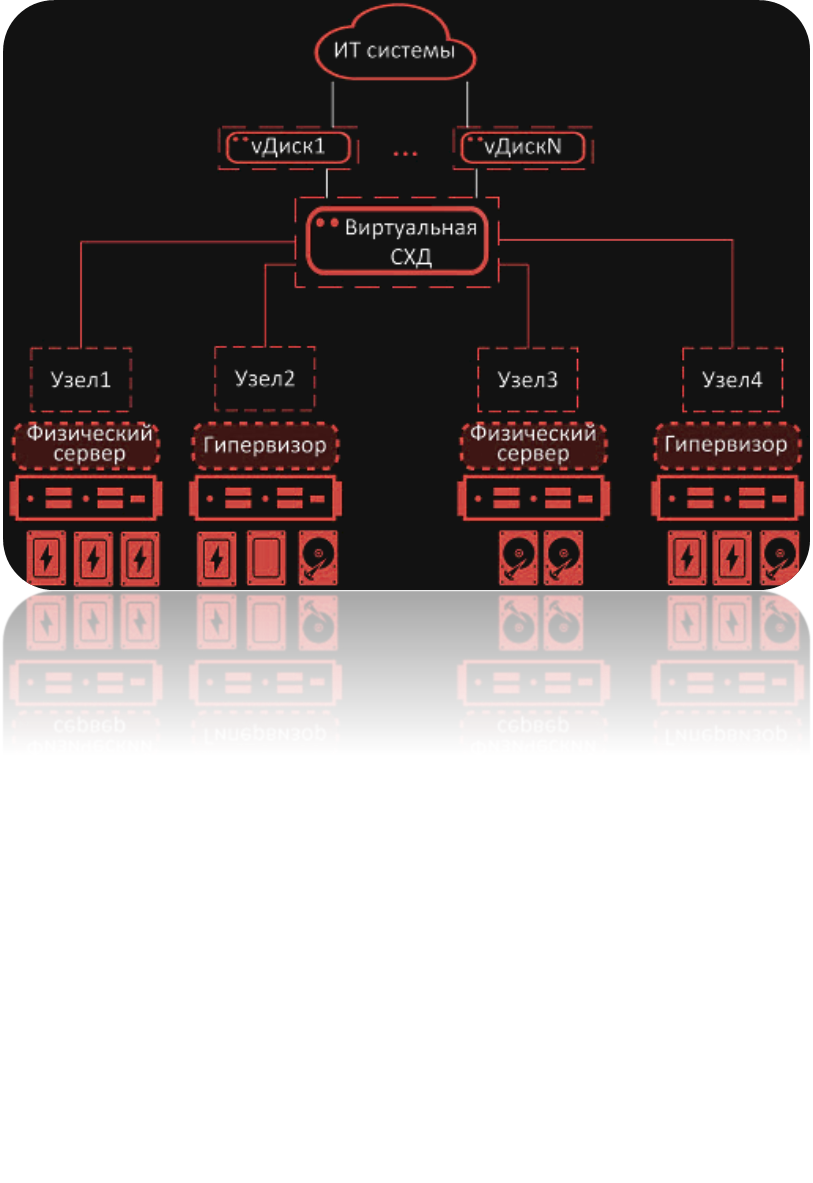 ИТ системы
vДиск1
...
vДискN
Виртуальная
СХД
Узел1
Узел2
Узел3
Узел4
Физический
сервер
Гипервизор
Физический
сервер
Гипервизор